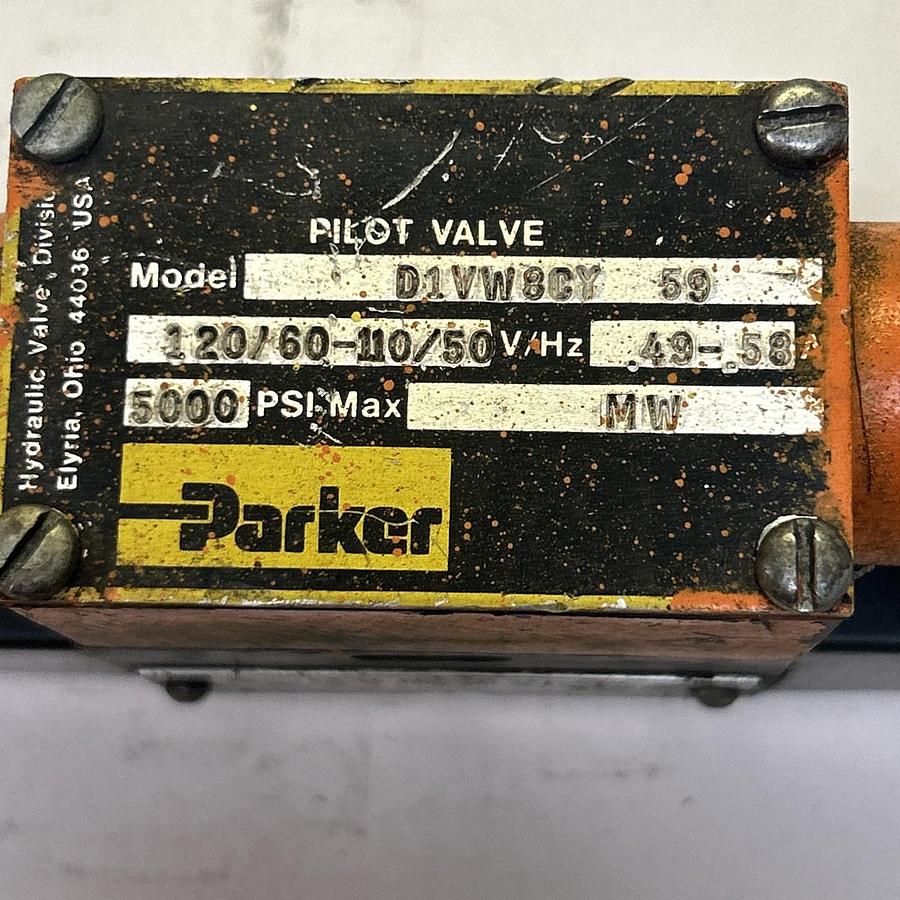 PILOT VALVE
Model D1VW8CY 59
120/60-110/50 V/Hz .49-.58 A
5000 PSI Max MW
Parker
Hydraulic Valve Division
Elyria, Ohio 44036 USA